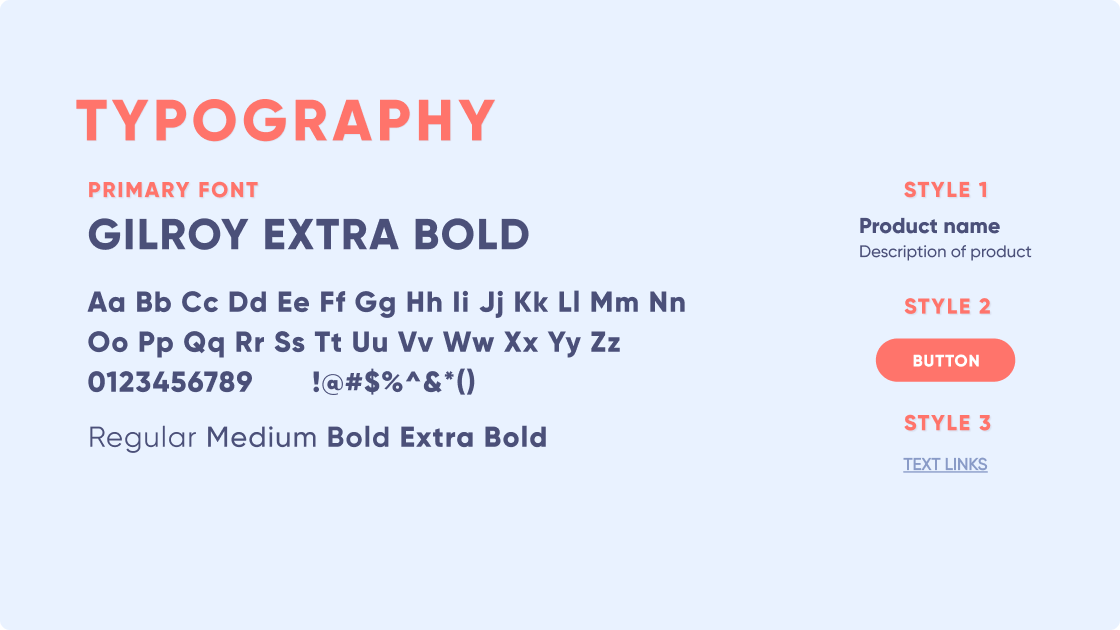 TYPOGRAPHY
PRIMARY FONT
GILROY EXTRA BOLD
Aa Bb Cc Dd Ee Ff Gg Hh Ii Jj Kk Ll Mm Nn
Oo Pp Qq Rr Ss Tt Uu Vv Ww Xx Yy Zz
0123456789 !@#$%^&*()
Regular Medium Bold Extra Bold
STYLE 1
Product name
Description of product
STYLE 2
BUTTON
STYLE 3
TEXT LINKS